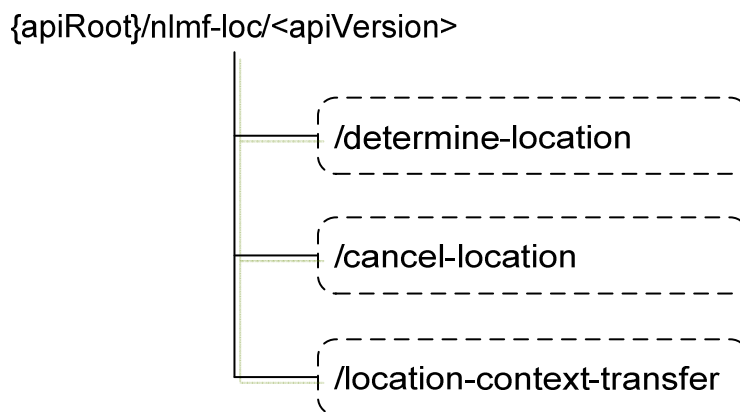 {apiRoot}/nlmf-loc/<apiVersion>
/determine-location
/cancel-location
/location-context-transfer